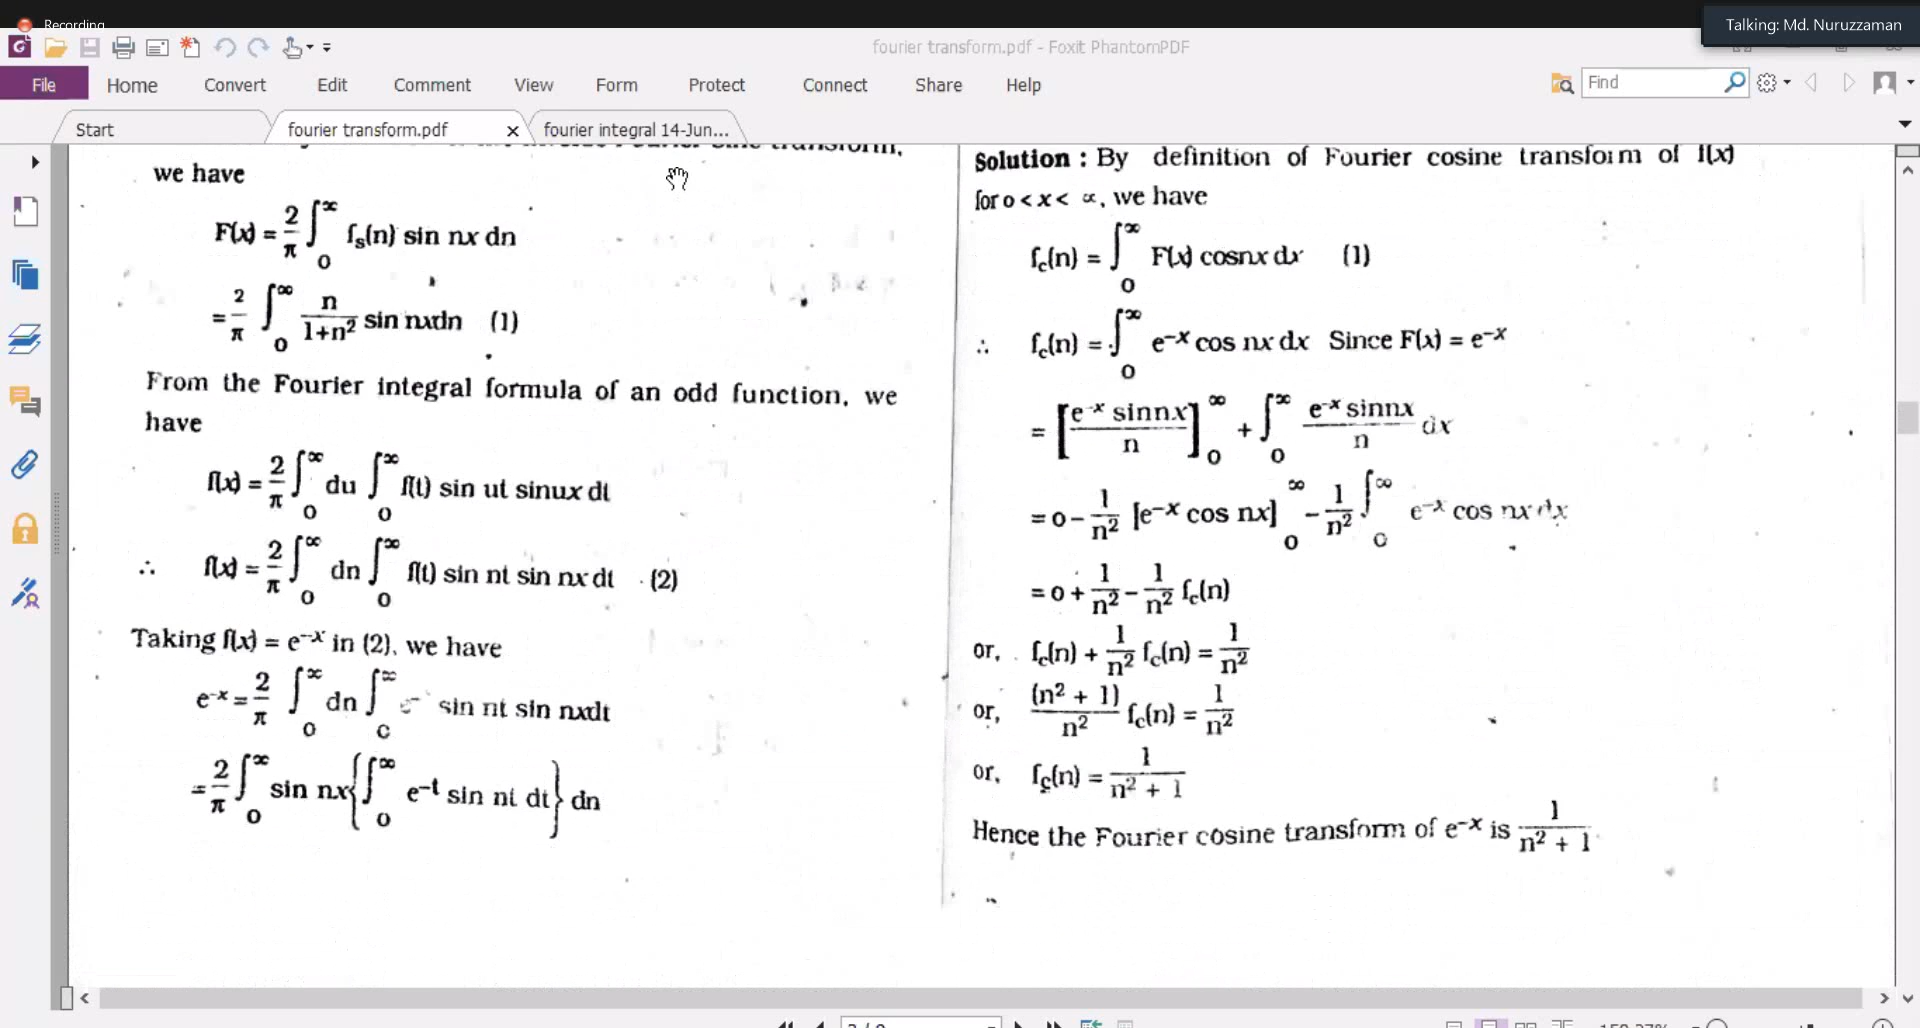 Recording
Talking: Md. Nuruzzaman
fourier transform.pdf - Foxit PhantomPDF
File Home Convert Edit Comment View Form Protect Connect Share Help
Find
Start
fourier transform.pdf
fourier integral 14-Jun...
transform,
we have
F(x) = 2/π ∫₀^∞ fₛ(n) sin nx dn
= 2/π ∫₀^∞ n/(1+n²) sin nxdn (1)
From the Fourier integral formula of an odd function, we
have
f(x) = 2/π ∫₀^∞ du ∫₀^∞ f(t) sin ut sinux dt
∴ f(x) = 2/π ∫₀^∞ dn ∫₀^∞ f(t) sin nt sin nx dt (2)
Taking f(x) = e^–x in (2), we have
e^–x = 2/π ∫₀^∞ dn ∫ sin nt sin nxdt
= 2/π ∫₀^∞ sin nx{∫₀^∞ e^–t sin nt dt} dn
Solution : By definition of Fourier cosine transform of f(x)
for o < x < ∝, we have
f_c(n) = ∫₀^∞ F(x) cosnx dx (1)
∴ f_c(n) = ∫₀^∞ e^–x cos nx dx Since F(x) = e^–x
= [e^-x sinnx / n]₀^∞ + ∫₀^∞ e^–x sinnx / n dx
= o – 1/n² [e^–x cos nx]₀^∞ – 1/n² ∫₀^∞ e^–x cos nx dx
= o + 1/n² – 1/n² f_c(n)
or, f_c(n) + 1/n² f_c(n) = 1/n²
or, (n² + 1)/n² f_c(n) = 1/n²
or, f_c(n) = 1/(n² + 1)
Hence the Fourier cosine transform of e^–x is 1/(n² + 1)